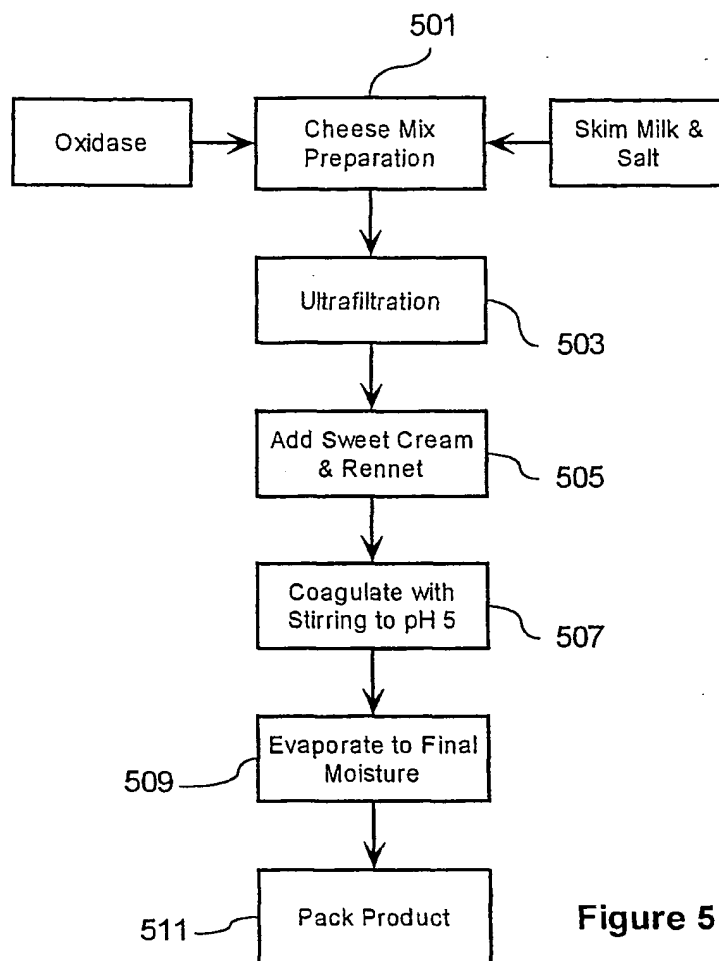 501
Oxidase
Cheese Mix
Preparation
Skim Milk &
Salt
Ultrafiltration
503
Add Sweet Cream
& Rennet
505
Coagulate with
Stirring to pH 5
507
Evaporate to Final
Moisture
509
Pack Product
511
Figure 5